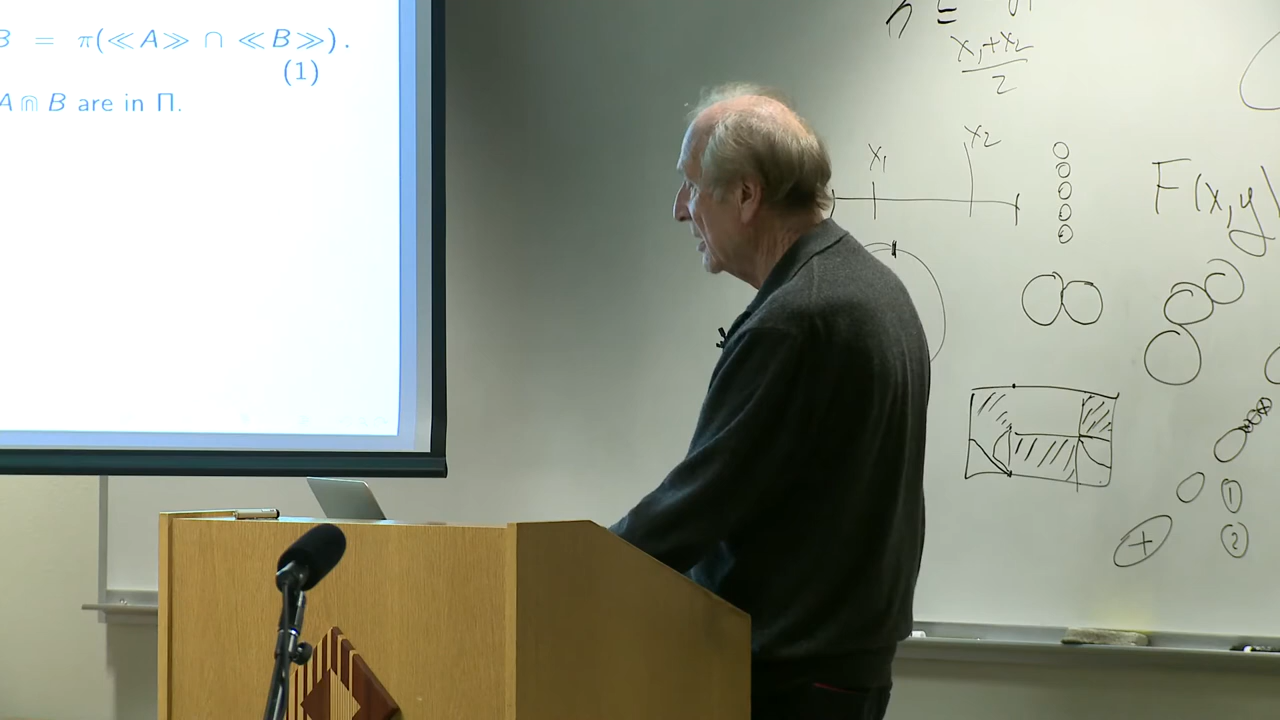 B = π(≪A≫ ∩ ≪B≫).
(1)
A ⋒ B are in Π.
n =
x₁+x₂
2
x₁
x₂
F(x,y)
+
1
2